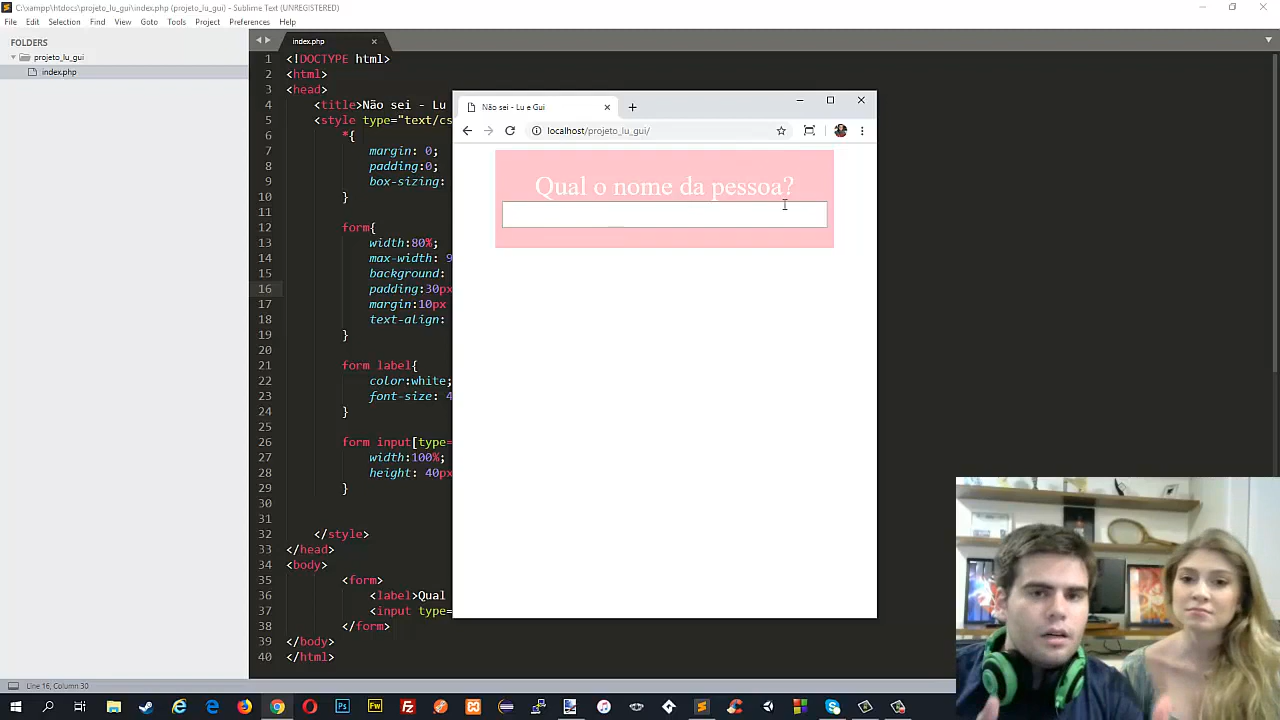 C:\xampp\htdocs\projeto_lu_gui\index.php (projeto_lu_gui) - Sublime Text (UNREGISTERED)
File Edit Selection Find View Goto Tools Project Preferences Help
FOLDERS
projeto_lu_gui
index.php
index.php
1 <!DOCTYPE html>
2 <html>
3 <head>
4 <title>Não sei - Lu
5 <style type="text/cs
6 *{
7 margin: 0;
8 padding:0;
9 box-sizing:
10 }
11
12 form{
13 width:80%;
14 max-width: 9
15 background:
16 padding:30px
17 margin:10px
18 text-align:
19 }
20
21 form label{
22 color:white;
23 font-size: 4
24 }
25
26 form input[type=
27 width:100%;
28 height: 40px
29 }
30
31
32 </style>
33 </head>
34 <body>
35 <form>
36 <label>Qual
37 <input type=
38 </form>
39 </body>
40 </html>
Não sei - Lu e Gui
localhost/projeto_lu_gui/
Qual o nome da pessoa?
Line 16, Column 30
Ps
Fw
Fz